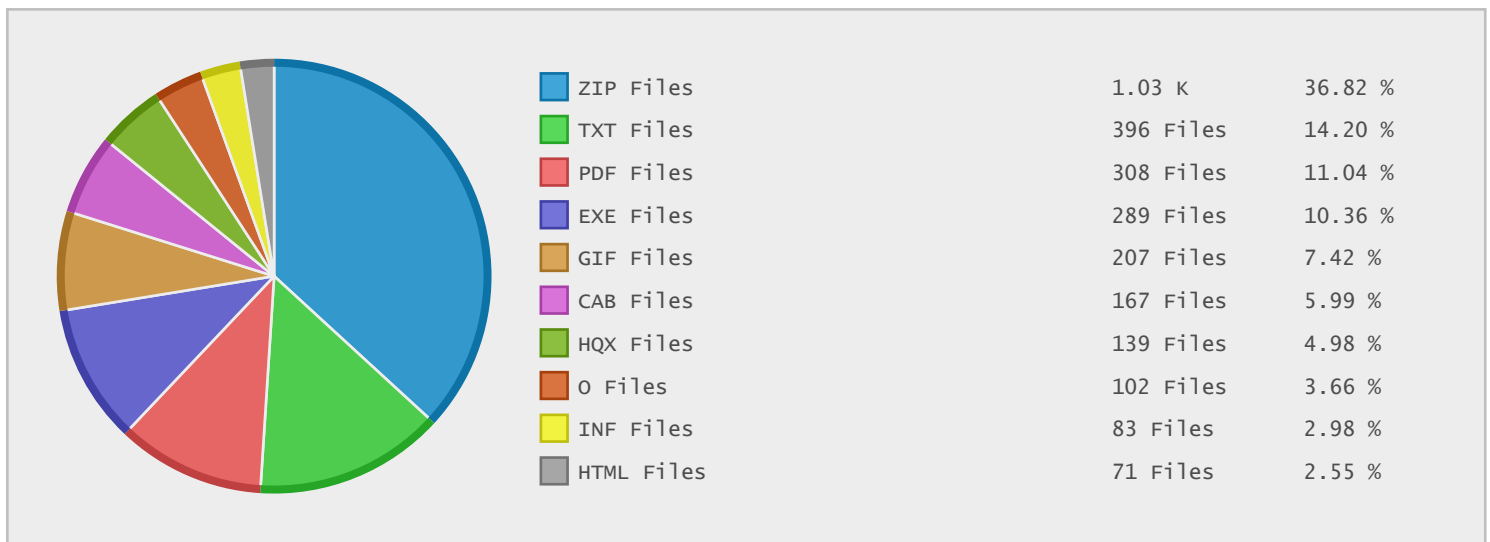 ZIP Files 1.03 K 36.82 %
TXT Files 396 Files 14.20 %
PDF Files 308 Files 11.04 %
EXE Files 289 Files 10.36 %
GIF Files 207 Files 7.42 %
CAB Files 167 Files 5.99 %
HQX Files 139 Files 4.98 %
O Files 102 Files 3.66 %
INF Files 83 Files 2.98 %
HTML Files 71 Files 2.55 %